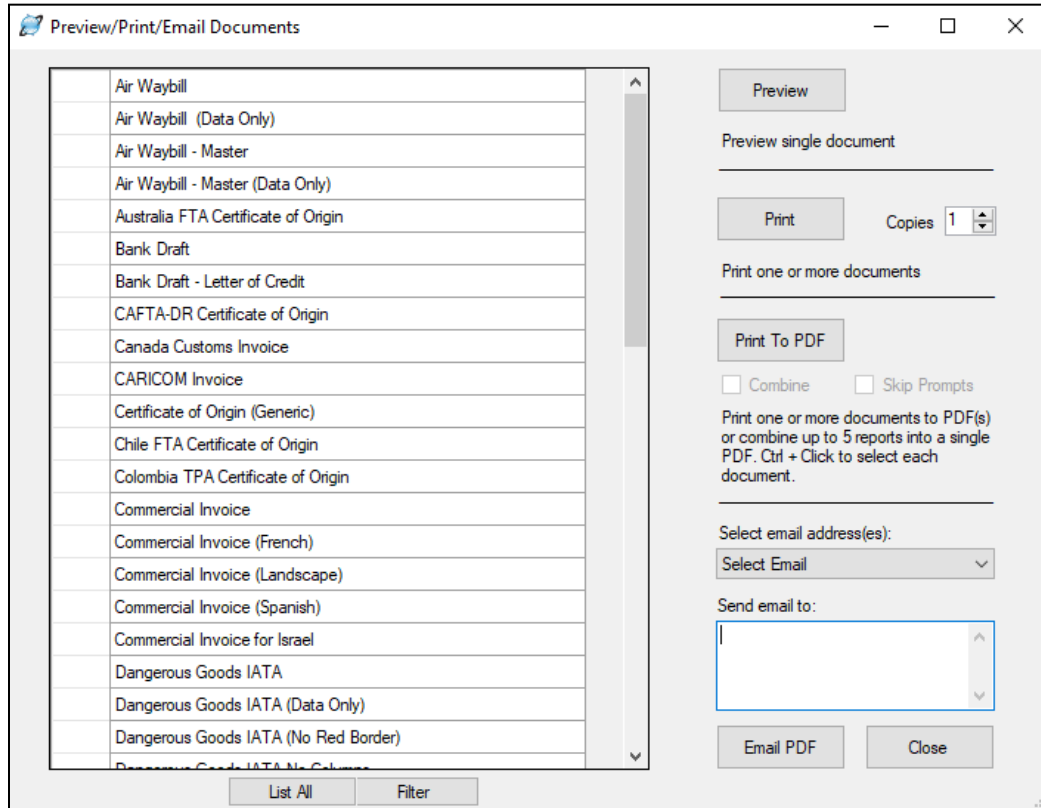 Preview/Print/Email Documents
Air Waybill
Air Waybill (Data Only)
Air Waybill - Master
Air Waybill - Master (Data Only)
Australia FTA Certificate of Origin
Bank Draft
Bank Draft - Letter of Credit
CAFTA-DR Certificate of Origin
Canada Customs Invoice
CARICOM Invoice
Certificate of Origin (Generic)
Chile FTA Certificate of Origin
Colombia TPA Certificate of Origin
Commercial Invoice
Commercial Invoice (French)
Commercial Invoice (Landscape)
Commercial Invoice (Spanish)
Commercial Invoice for Israel
Dangerous Goods IATA
Dangerous Goods IATA (Data Only)
Dangerous Goods IATA (No Red Border)
Dangerous Goods IATA No Columns
List All
Filter
Preview
Preview single document
Print
Copies 1
Print one or more documents
Print To PDF
Combine
Skip Prompts
Print one or more documents to PDF(s)
or combine up to 5 reports into a single
PDF. Ctrl + Click to select each
document.
Select email address(es):
Select Email
Send email to:
Email PDF
Close